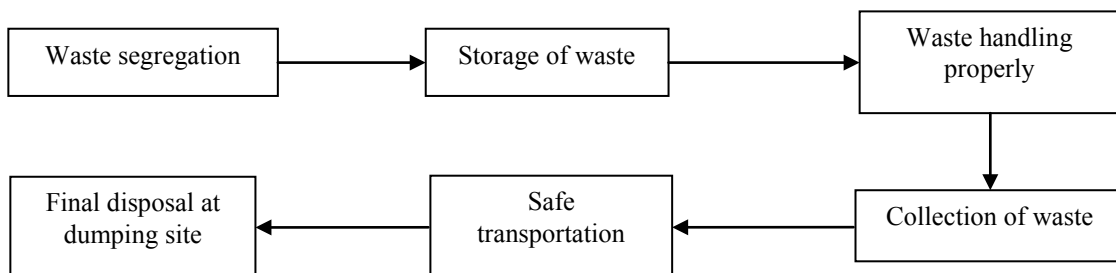 Waste segregation
Storage of waste
Waste handling
properly
Collection of waste
Safe
transportation
Final disposal at
dumping site